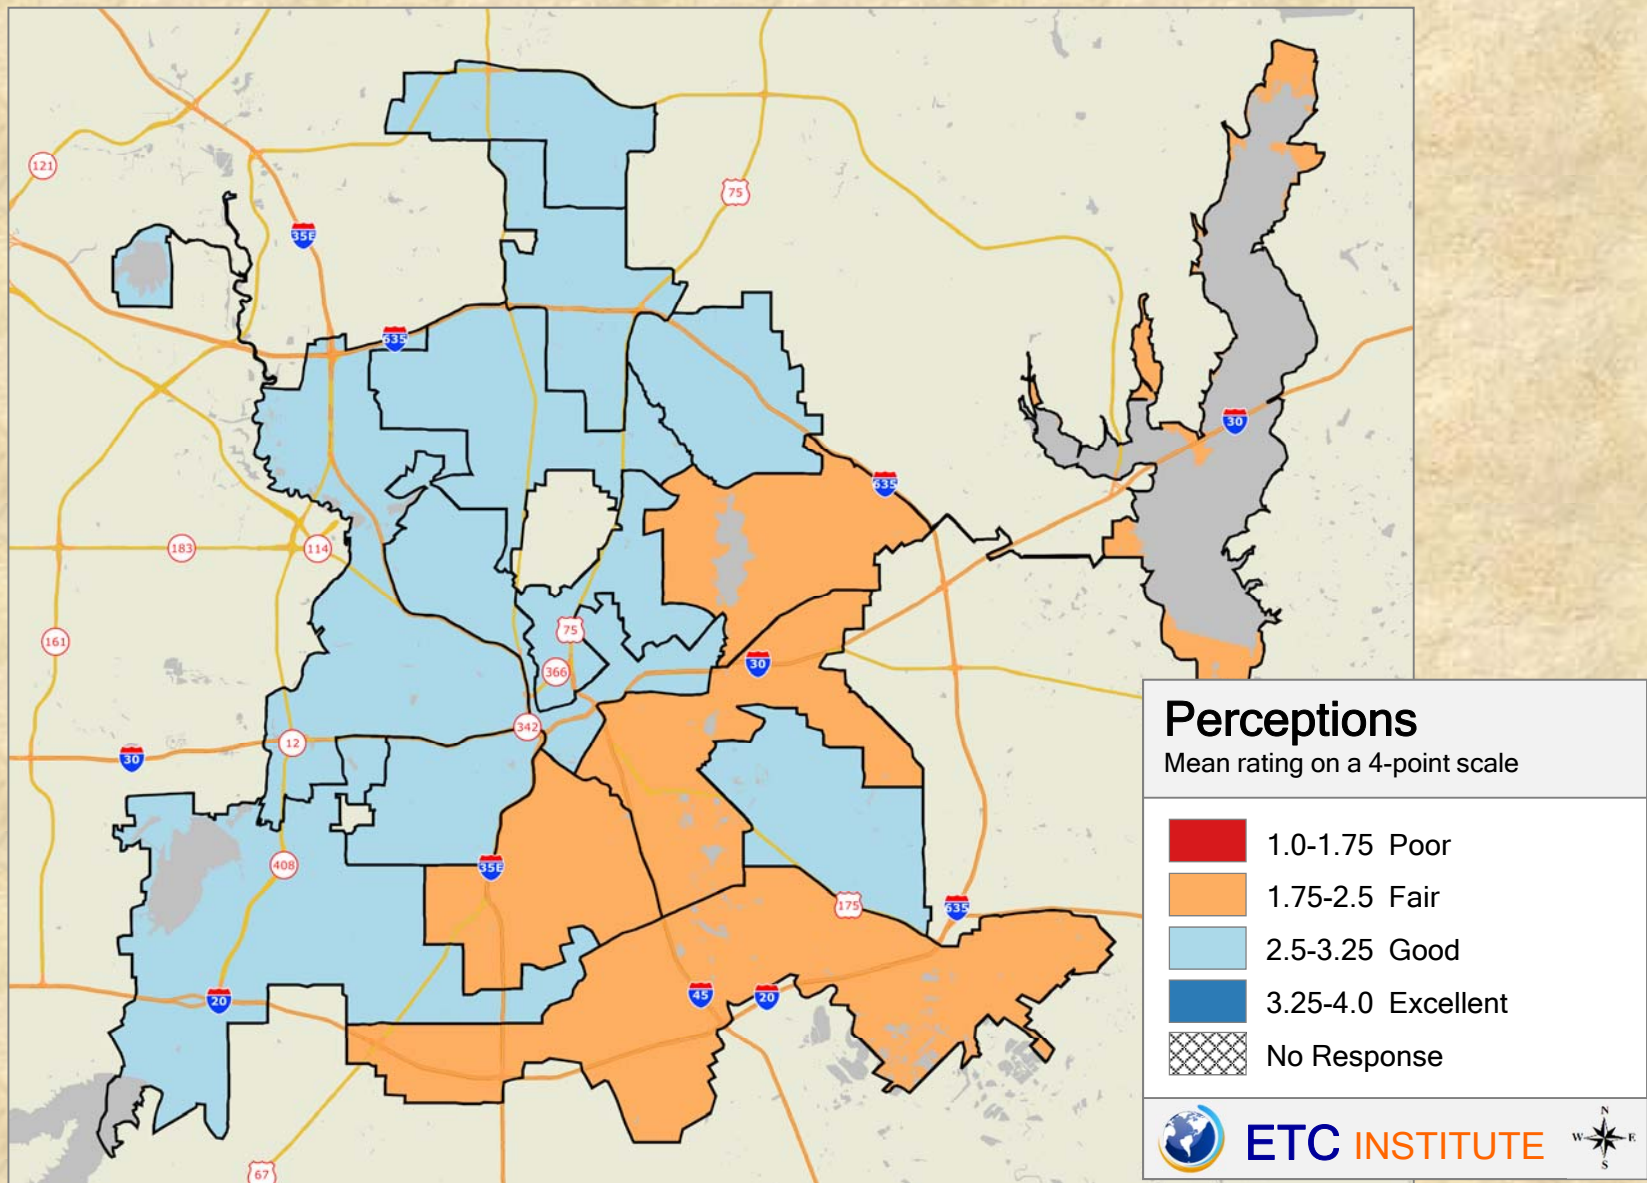 121
75
35E
635
30
635
183
114
161
75
366
30
342
12
30
408
35E
175
635
20
45
20
67
Perceptions
Mean rating on a 4-point scale
1.0-1.75 Poor
1.75-2.5 Fair
2.5-3.25 Good
3.25-4.0 Excellent
No Response
ETC INSTITUTE
N
W E
S